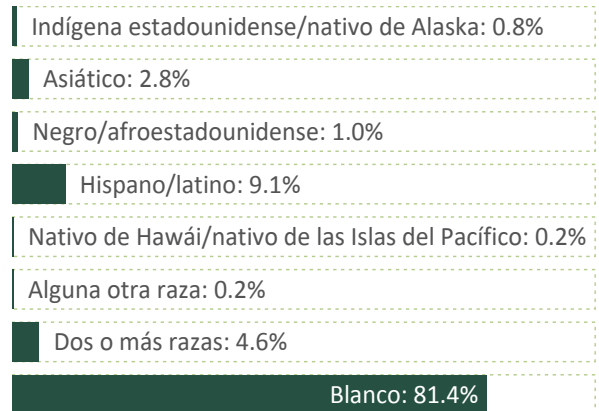 Indígena estadounidense/nativo de Alaska: 0.8%
Asiático: 2.8%
Negro/afroestadounidense: 1.0%
Hispano/latino: 9.1%
Nativo de Hawái/nativo de las Islas del Pacífico: 0.2%
Alguna otra raza: 0.2%
Dos o más razas: 4.6%
Blanco: 81.4%